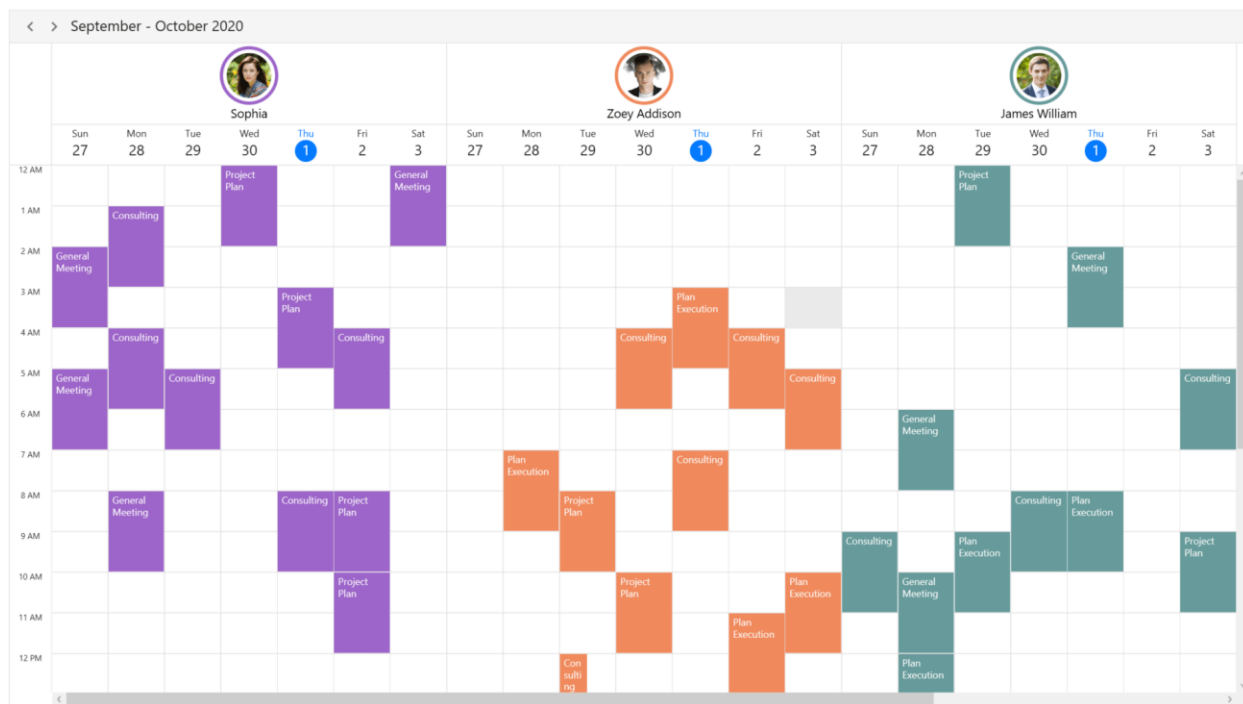 September - October 2020
Sophia
Zoey Addison
James William
Sun Mon Tue Wed Thu Fri Sat Sun Mon Tue Wed Thu Fri Sat Sun Mon Tue Wed Thu Fri Sat
27 28 29 30 1 2 3 27 28 29 30 1 2 3 27 28 29 30 1 2 3
12 AM
Project
Plan
General
Meeting
Project
Plan
1 AM
Consulting
2 AM
General
Meeting
General
Meeting
3 AM
Project
Plan
Plan
Execution
4 AM
Consulting
Consulting
Consulting
Consulting
5 AM
General
Meeting
Consulting
Consulting
Consulting
6 AM
General
Meeting
7 AM
Plan
Execution
Consulting
8 AM
General
Meeting
Consulting
Project
Plan
Project
Plan
Consulting
Plan
Execution
9 AM
Consulting
Plan
Execution
Project
Plan
10 AM
Project
Plan
Project
Plan
Plan
Execution
General
Meeting
11 AM
Plan
Execution
12 PM
Con
sulti
ng
Plan
Execution